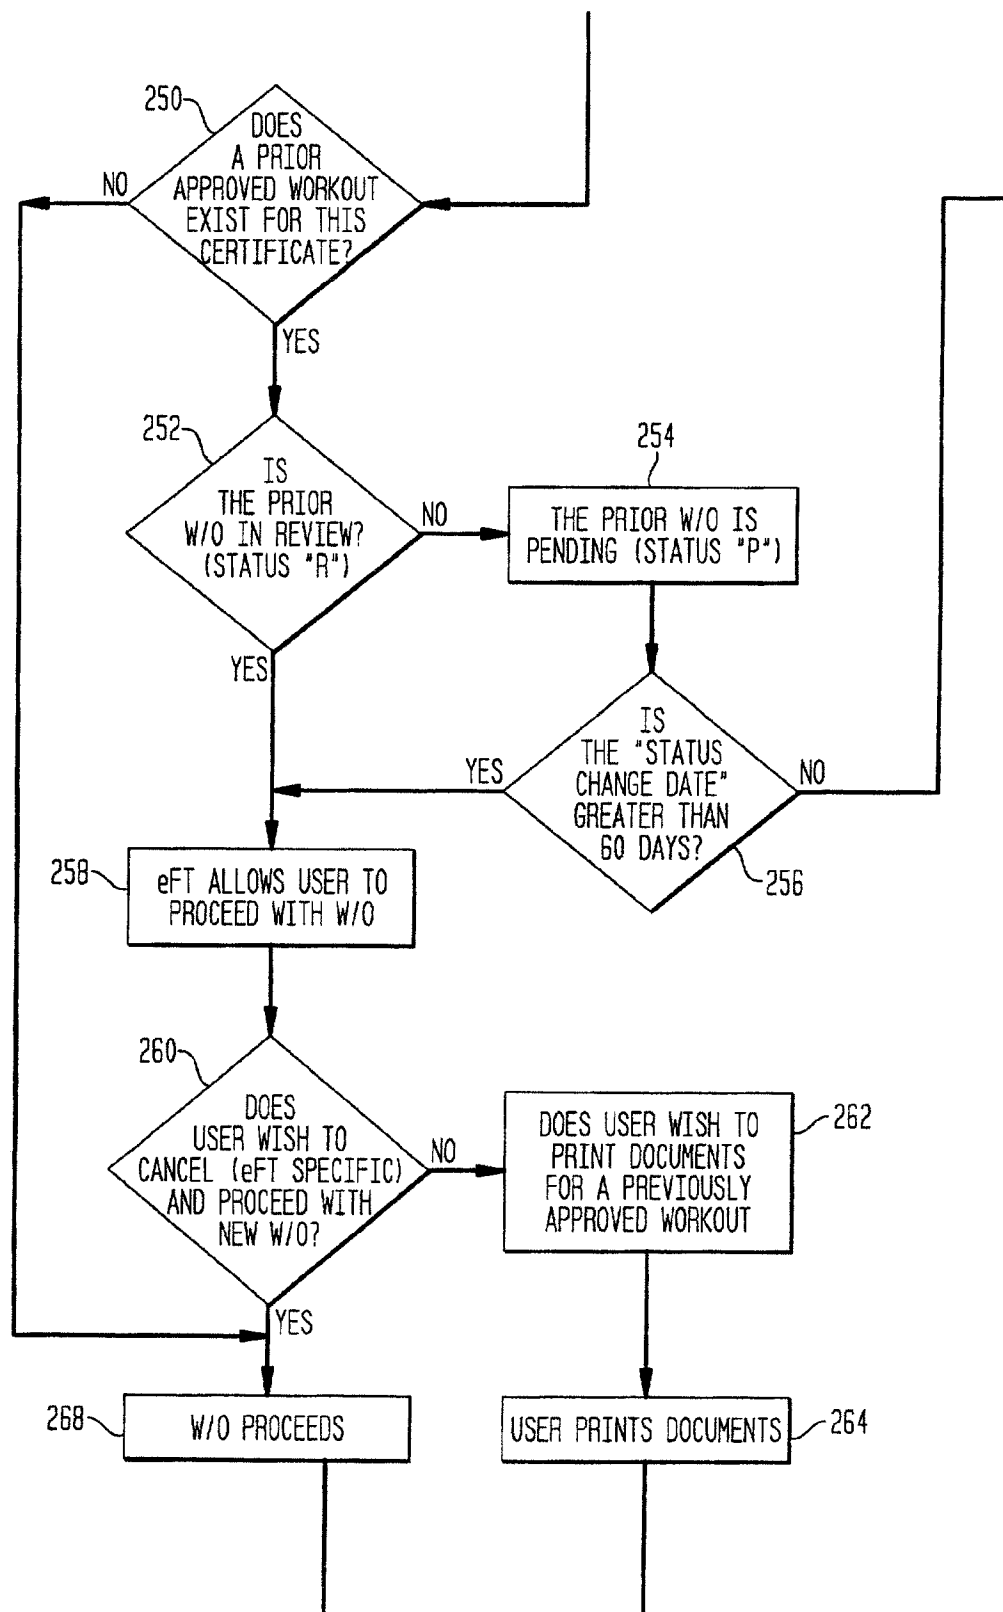 250
DOES
A PRIOR
APPROVED WORKOUT
EXIST FOR THIS
CERTIFICATE?
NO
YES
252
IS
THE PRIOR
W/O IN REVIEW?
(STATUS "R")
NO
YES
254
THE PRIOR W/O IS
PENDING (STATUS "P")
IS
THE "STATUS
CHANGE DATE"
GREATER THAN
60 DAYS?
YES
NO
256
258
eFT ALLOWS USER TO
PROCEED WITH W/O
260
DOES
USER WISH TO
CANCEL (eFT SPECIFIC)
AND PROCEED WITH
NEW W/O?
NO
YES
262
DOES USER WISH TO
PRINT DOCUMENTS
FOR A PREVIOUSLY
APPROVED WORKOUT
268
W/O PROCEEDS
USER PRINTS DOCUMENTS
264